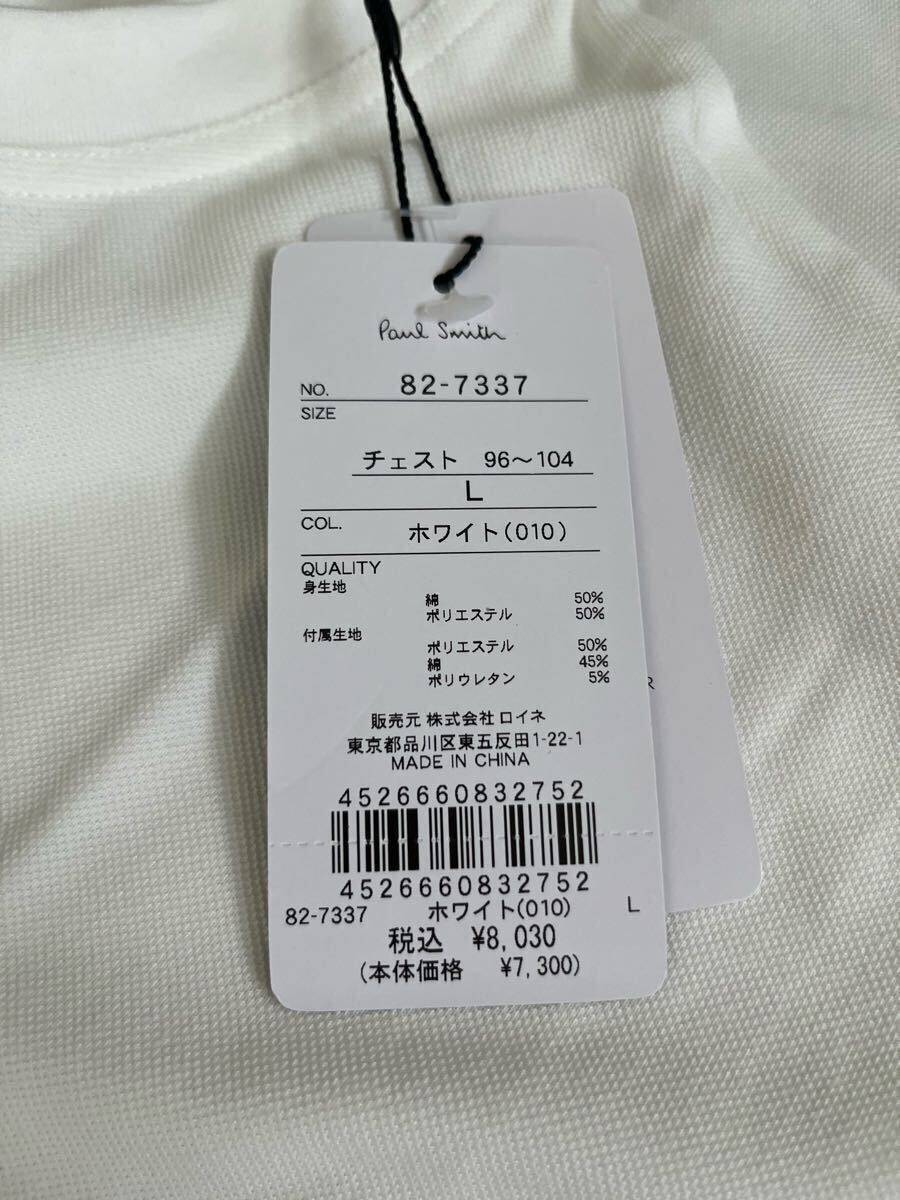 Paul Smith
NO. 82-7337
SIZE
チェスト 96〜104
L
COL. ホワイト(010)
QUALITY
身生地
綿 50%
ポリエステル 50%
付属生地
ポリエステル 50%
綿 45%
ポリウレタン 5%
販売元 株式会社 ロイネ
東京都品川区東五反田1-22-1
MADE IN CHINA
4526660832752
4526660832752
82-7337 ホワイト(010) L
税込 ¥8,030
(本体価格 ¥7,300)
R